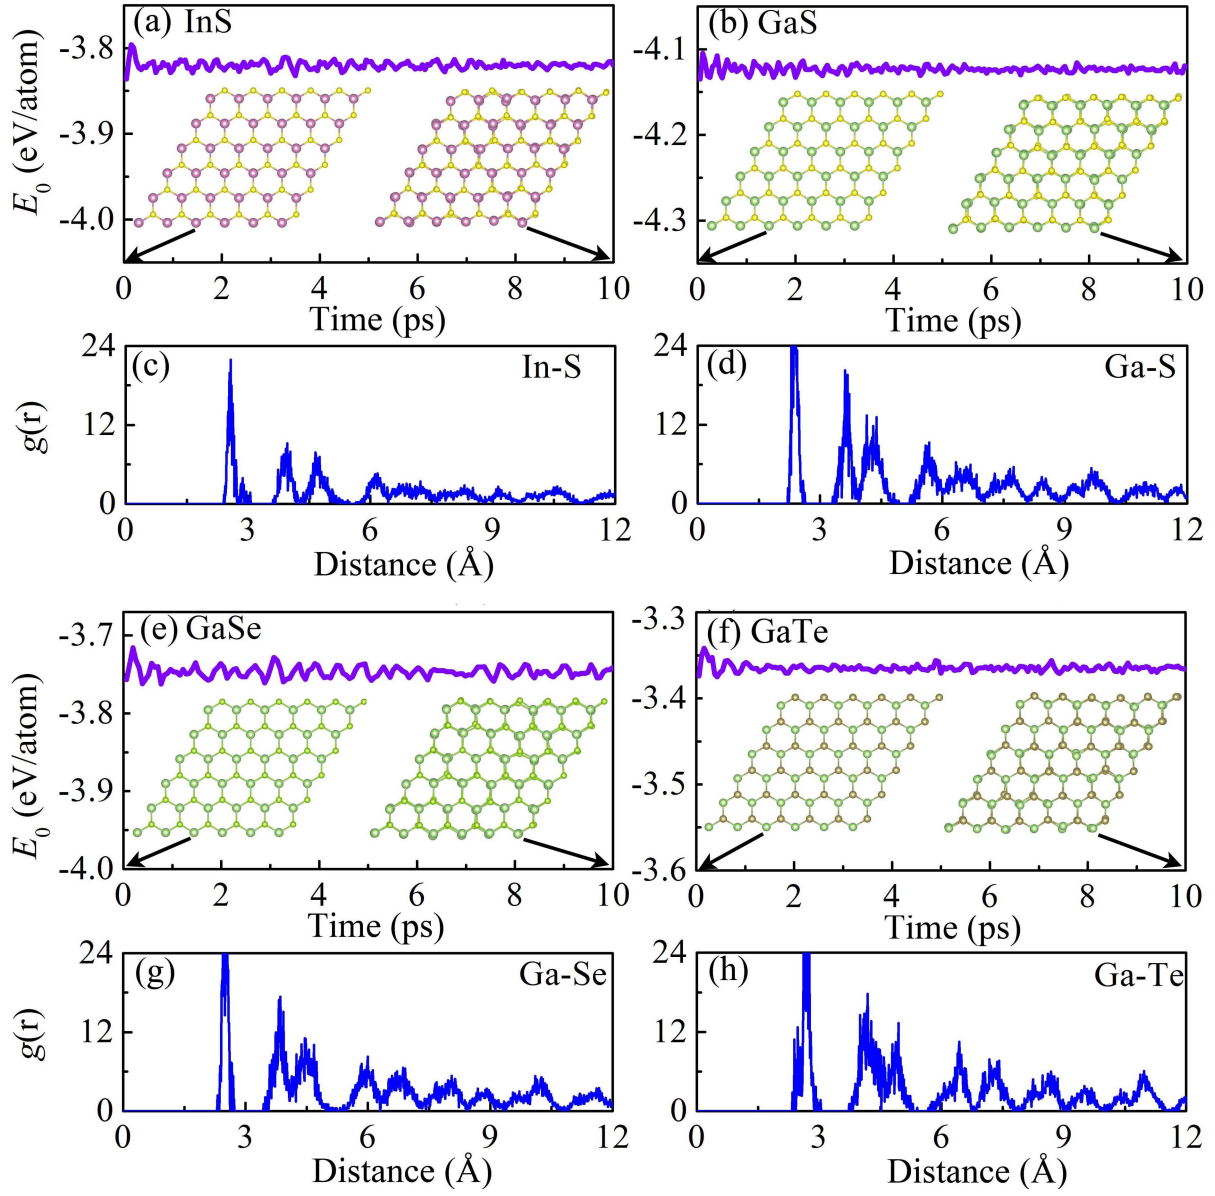 (a) InS
E₀ (eV/atom)
-3.8
-3.9
-4.0
0 2 4 6 8 10
Time (ps)
(b) GaS
-4.1
-4.2
-4.3
0 2 4 6 8 10
Time (ps)
(c) In-S
g(r)
24
12
0
0 3 6 9 12
Distance (Å)
(d) Ga-S
24
12
0
0 3 6 9 12
Distance (Å)
(e) GaSe
E₀ (eV/atom)
-3.7
-3.8
-3.9
-4.0
0 2 4 6 8 10
Time (ps)
(f) GaTe
-3.3
-3.4
-3.5
-3.6
0 2 4 6 8 10
Time (ps)
(g) Ga-Se
g(r)
24
12
0
0 3 6 9 12
Distance (Å)
(h) Ga-Te
24
12
0
0 3 6 9 12
Distance (Å)